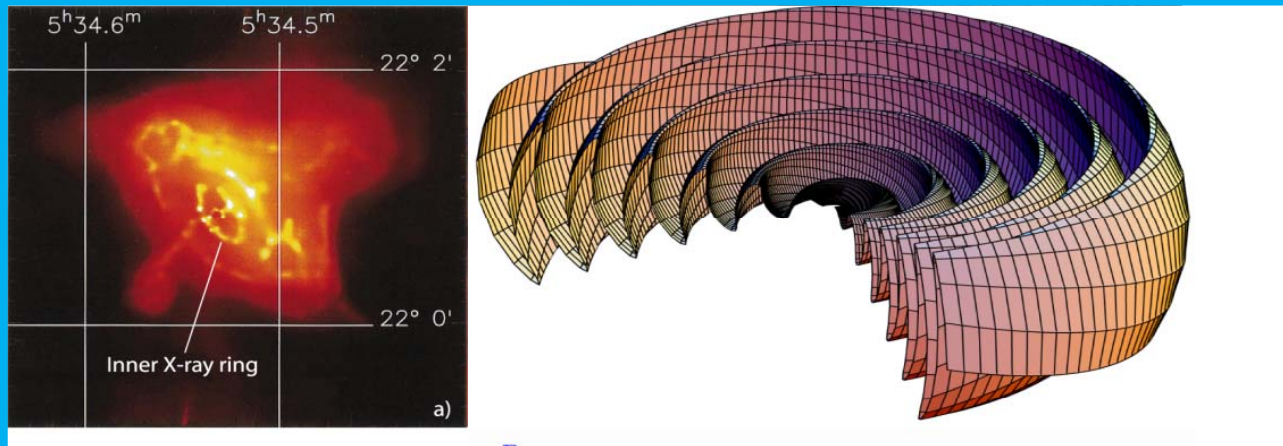 5ʰ34.6ᵐ 5ʰ34.5ᵐ
22° 2'
22° 0'
Inner X-ray ring
a)